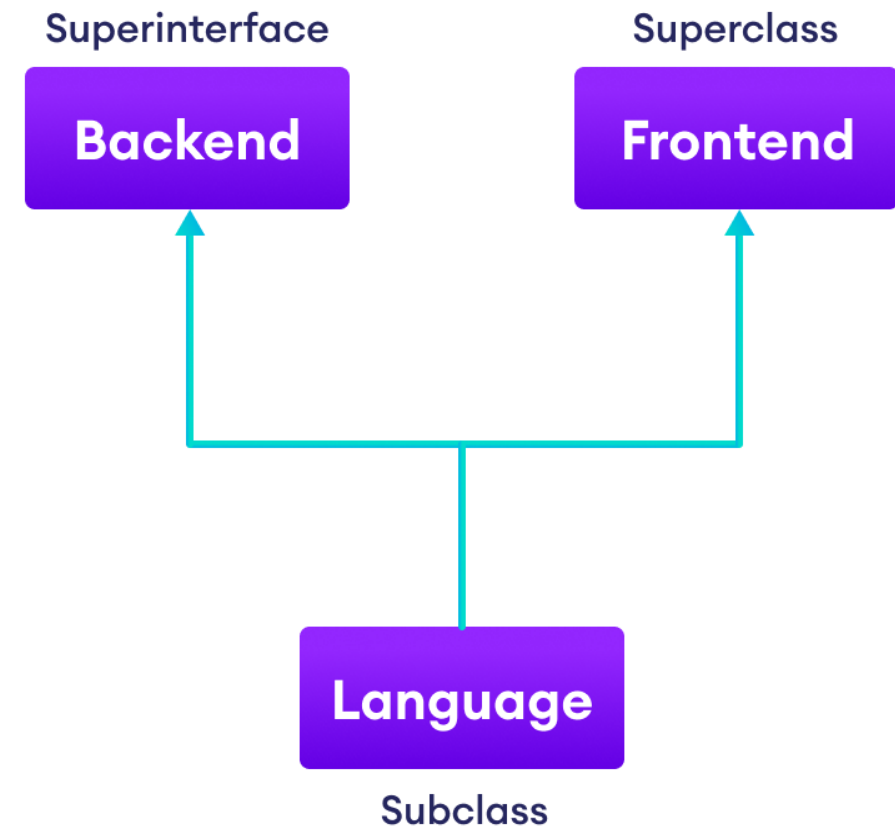 Superinterface
Superclass
Backend
Frontend
Language
Subclass